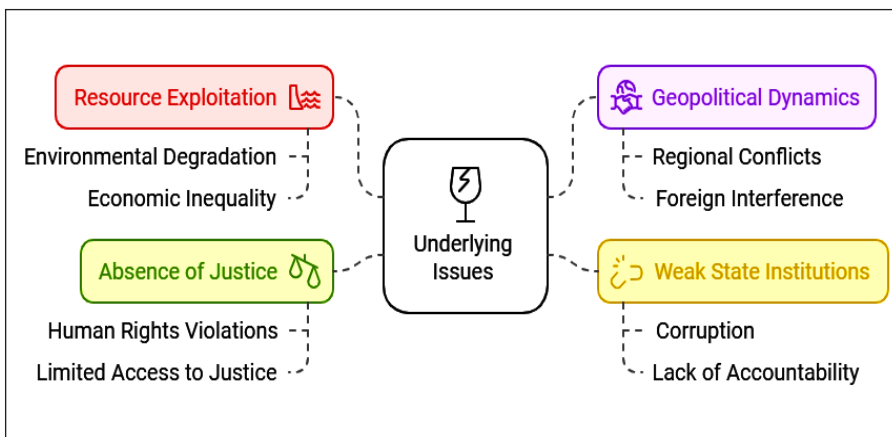 Resource Exploitation
Environmental Degradation
Economic Inequality
Absence of Justice
Human Rights Violations
Limited Access to Justice
Underlying
Issues
Geopolitical Dynamics
Regional Conflicts
Foreign Interference
Weak State Institutions
Corruption
Lack of Accountability